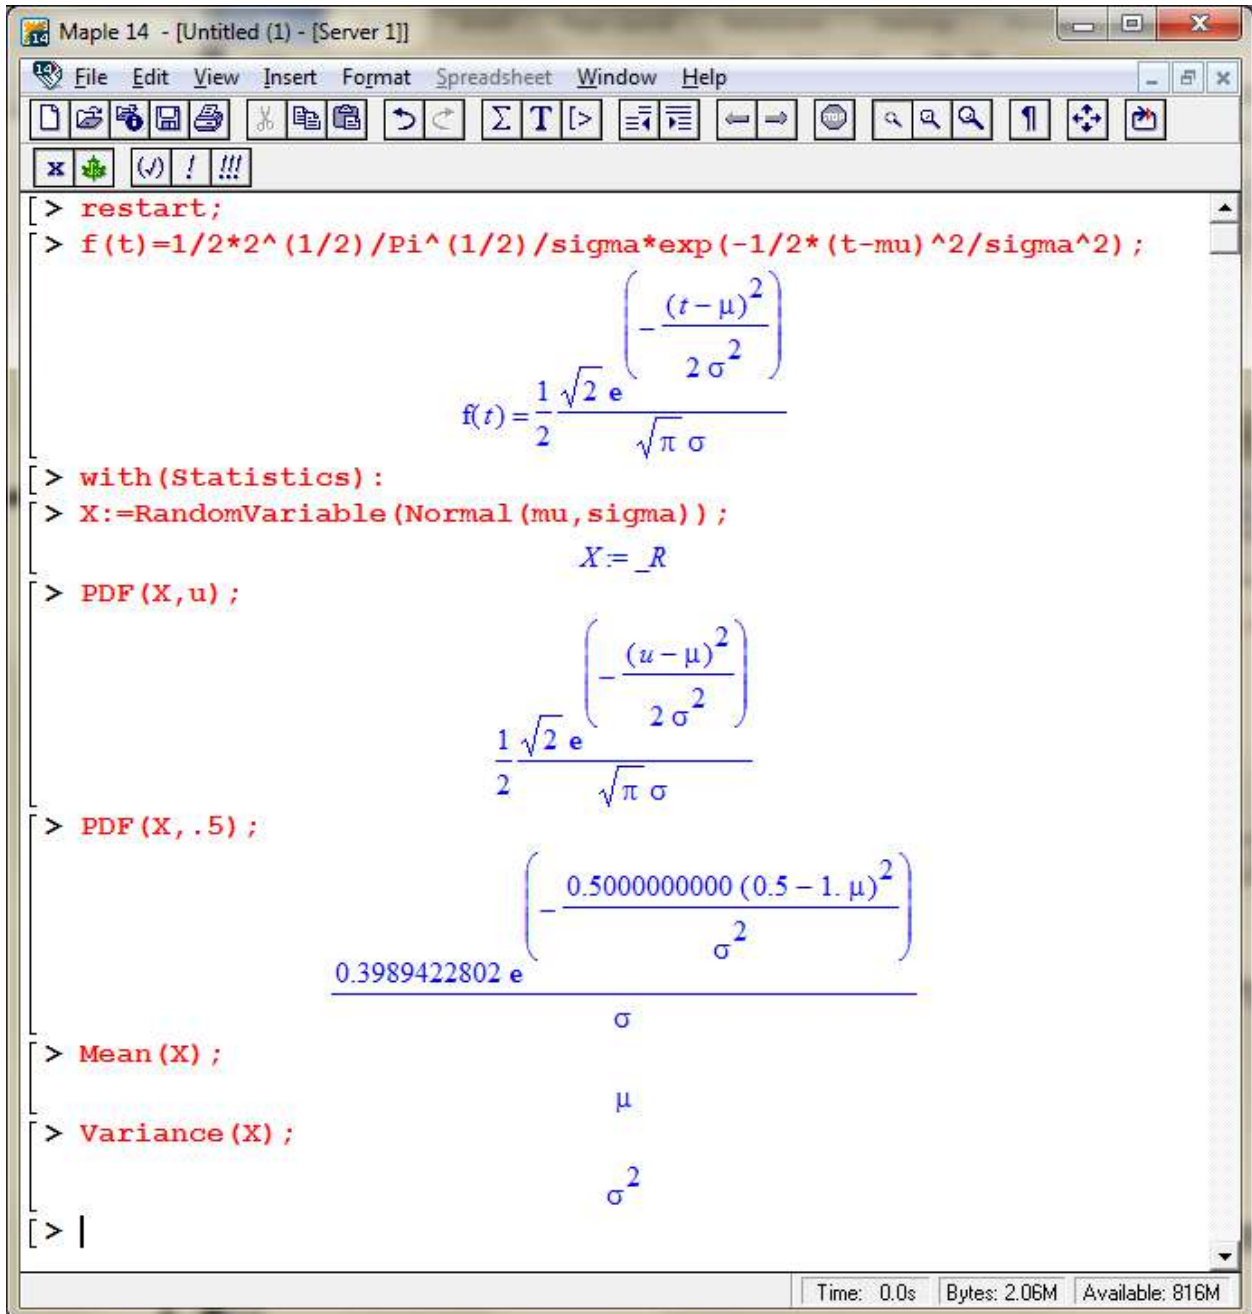 Maple 14 - [Untitled (1) - [Server 1]]
File Edit View Insert Format Spreadsheet Window Help
[> restart;
[> f(t)=1/2*2^(1/2)/Pi^(1/2)/sigma*exp(-1/2*(t-mu)^2/sigma^2);
f(t) = 1/2 √2 e^(-(t − μ)^2 / 2 σ^2) / √π σ
[> with(Statistics):
[> X:=RandomVariable(Normal(mu,sigma));
X := _R
[> PDF(X,u);
1/2 √2 e^(-(u − μ)^2 / 2 σ^2) / √π σ
[> PDF(X,.5);
0.3989422802 e^(-0.5000000000 (0.5 − 1. μ)^2 / σ^2) / σ
[> Mean(X);
μ
[> Variance(X);
σ^2
[>
Time: 0.0s Bytes: 2.06M Available: 816M